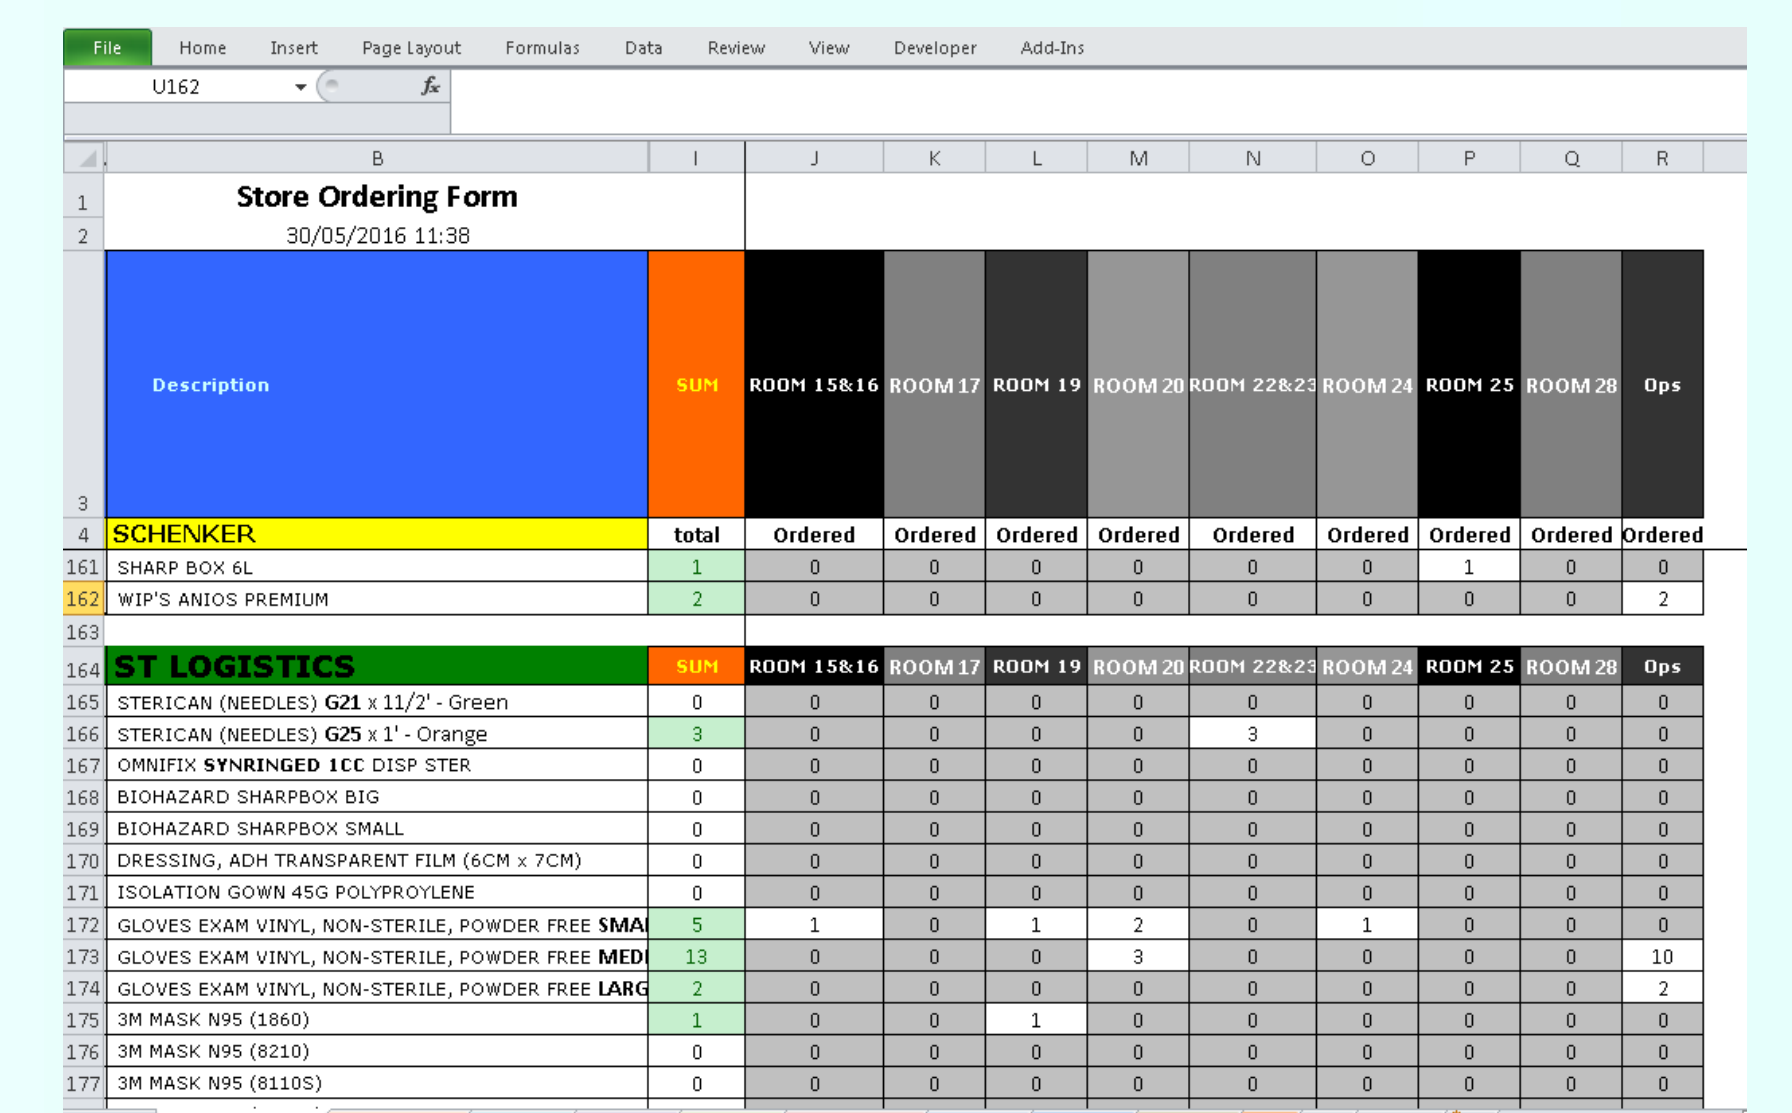 File Home Insert Page Layout Formulas Data Review View Developer Add-Ins
U162 fx
B I J K L M N O P Q R
1 Store Ordering Form
2 30/05/2016 11:38
3 Description SUM ROOM 15&16 ROOM 17 ROOM 19 ROOM 20 ROOM 22&23 ROOM 24 ROOM 25 ROOM 28 Ops
4 SCHENKER total Ordered Ordered Ordered Ordered Ordered Ordered Ordered Ordered Ordered
161 SHARP BOX 6L 1 0 0 0 0 0 0 1 0 0
162 WIP'S ANIOS PREMIUM 2 0 0 0 0 0 0 0 0 2
163
164 ST LOGISTICS SUM ROOM 15&16 ROOM 17 ROOM 19 ROOM 20 ROOM 22&23 ROOM 24 ROOM 25 ROOM 28 Ops
165 STERICAN (NEEDLES) G21 x 11/2' - Green 0 0 0 0 0 0 0 0 0 0
166 STERICAN (NEEDLES) G25 x 1' - Orange 3 0 0 0 0 3 0 0 0 0
167 OMNIFIX SYNRINGED 1CC DISP STER 0 0 0 0 0 0 0 0 0 0
168 BIOHAZARD SHARPBOX BIG 0 0 0 0 0 0 0 0 0 0
169 BIOHAZARD SHARPBOX SMALL 0 0 0 0 0 0 0 0 0 0
170 DRESSING, ADH TRANSPARENT FILM (6CM x 7CM) 0 0 0 0 0 0 0 0 0 0
171 ISOLATION GOWN 45G POLYPROYLENE 0 0 0 0 0 0 0 0 0 0
172 GLOVES EXAM VINYL, NON-STERILE, POWDER FREE SMAL 5 1 0 1 2 0 1 0 0 0
173 GLOVES EXAM VINYL, NON-STERILE, POWDER FREE MEDI 13 0 0 0 3 0 0 0 0 10
174 GLOVES EXAM VINYL, NON-STERILE, POWDER FREE LARG 2 0 0 0 0 0 0 0 0 2
175 3M MASK N95 (1860) 1 0 0 1 0 0 0 0 0 0
176 3M MASK N95 (8210) 0 0 0 0 0 0 0 0 0 0
177 3M MASK N95 (8110S) 0 0 0 0 0 0 0 0 0 0